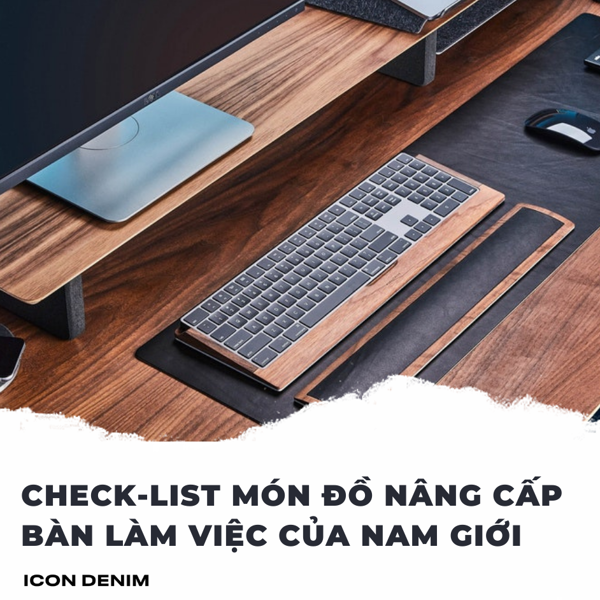 CHECK-LIST MÓN ĐỒ NÂNG CẤP
BÀN LÀM VIỆC CỦA NAM GIỚI
ICON DENIM